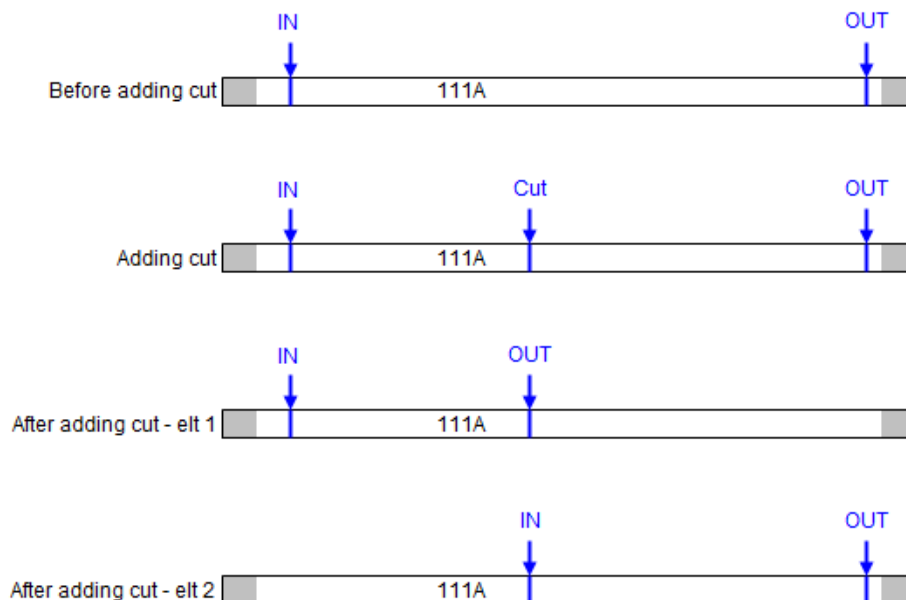 IN OUT
Before adding cut 111A
IN Cut OUT
Adding cut 111A
IN OUT
After adding cut - elt 1 111A
IN OUT
After adding cut - elt 2 111A